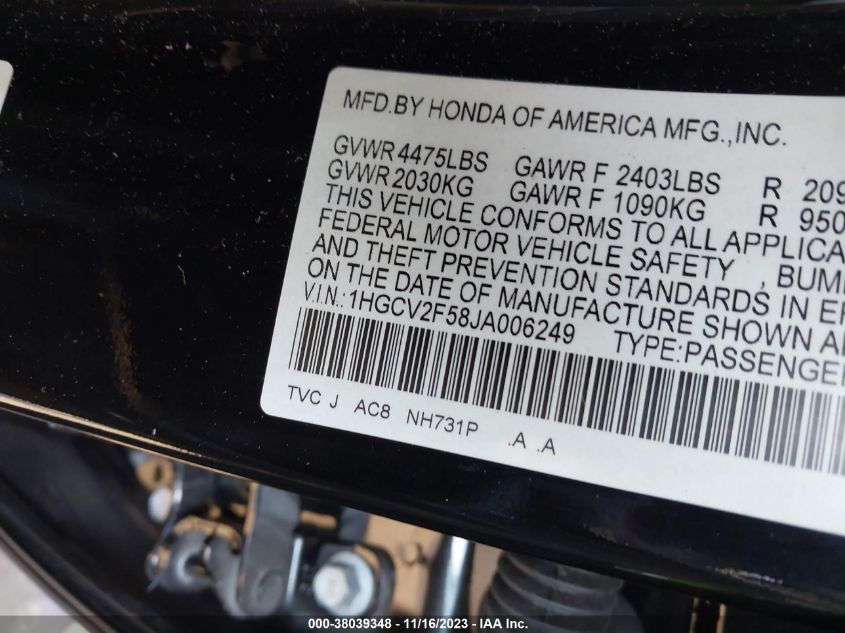 MFD.BY HONDA OF AMERICA MFG.,INC.
GVWR 4475LBS GAWR F 2403LBS R 209
GVWR 2030KG GAWR F 1090KG R 950
THIS VEHICLE CONFORMS TO ALL APPLICA
FEDERAL MOTOR VEHICLE SAFETY , BUM
AND THEFT PREVENTION STANDARDS IN EF
ON THE DATE OF MANUFACTURE SHOWN A
V.I.N.:1HGCV2F58JA006249 TYPE:PASSENGE
TVC J AC8 NH731P .A .A
000-38039348 - 11/16/2023 - IAA Inc.